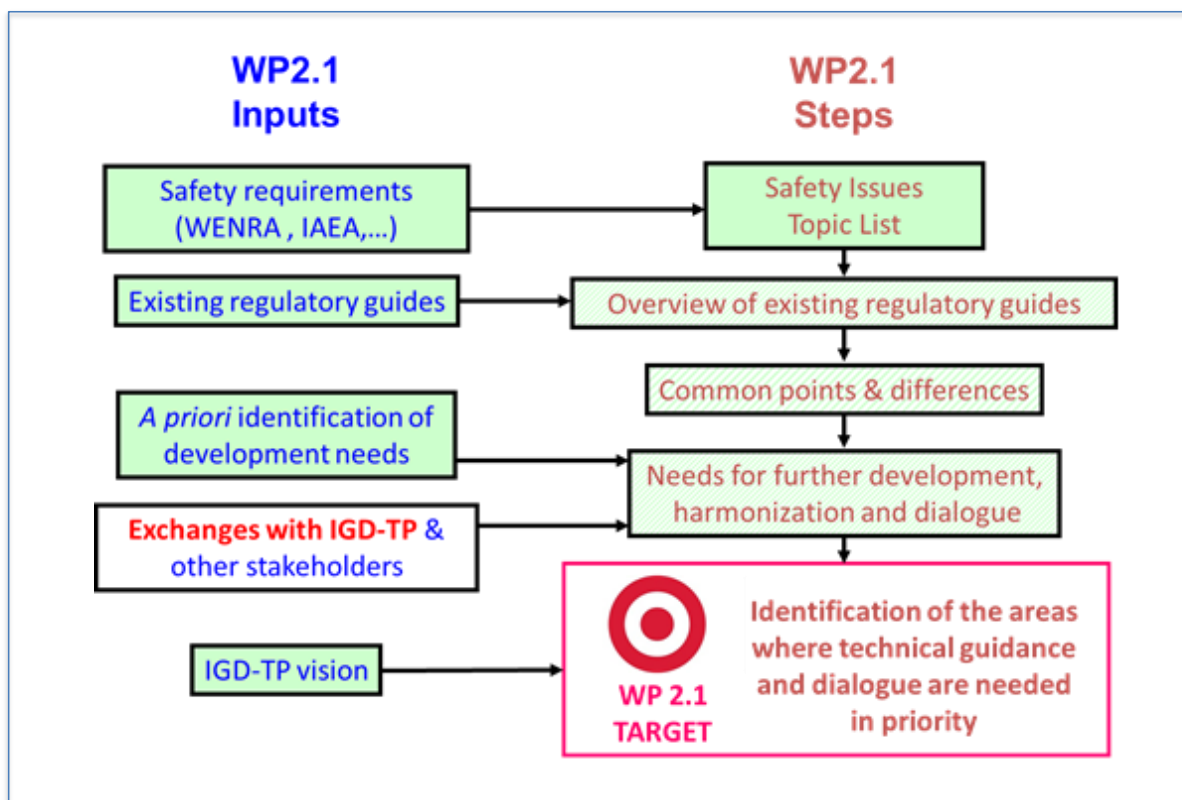 WP2.1
Inputs
WP2.1
Steps
Safety requirements
(WENRA , IAEA,...)
Safety Issues
Topic List
Existing regulatory guides
Overview of existing regulatory guides
Common points & differences
A priori identification of
development needs
Needs for further development,
harmonization and dialogue
Exchanges with IGD-TP &
other stakeholders
IGD-TP vision
WP 2.1
TARGET
Identification of the areas
where technical guidance
and dialogue are needed
in priority